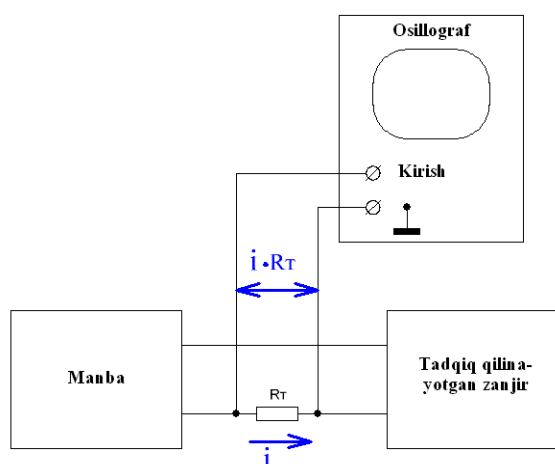 Osillograf
Kirish
i·RT
Manba
Tadqiq qilina-
yotgan zanjir
RT
i